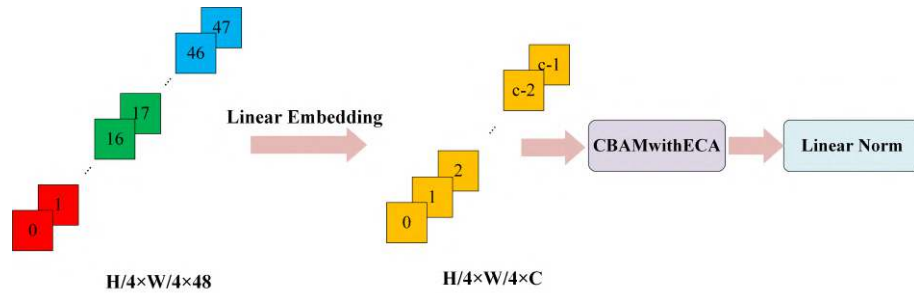 47
46
17
16
1
0
Linear Embedding
c-1
c-2
2
1
0
CBAMwithECA
Linear Norm
H/4×W/4×48
H/4×W/4×C